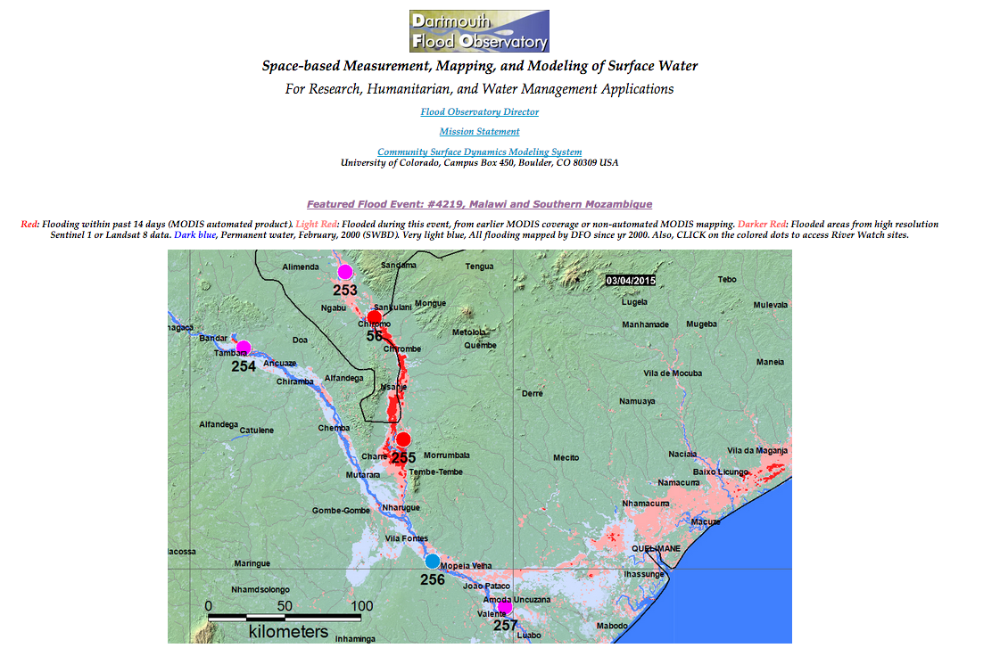 Dartmouth
Flood Observatory
Space-based Measurement, Mapping, and Modeling of Surface Water
For Research, Humanitarian, and Water Management Applications
Flood Observatory Director
Mission Statement
Community Surface Dynamics Modeling System
University of Colorado, Campus Box 450, Boulder, CO 80309 USA
Featured Flood Event: #4219, Malawi and Southern Mozambique
Red: Flooding within past 14 days (MODIS automated product). Light Red: Flooded during this event, from earlier MODIS coverage or non-automated MODIS mapping. Darker Red: Flooded areas from high resolution
Sentinel 1 or Landsat 8 data. Dark blue, Permanent water, February, 2000 (SWBD). Very light blue, All flooding mapped by DFO since yr 2000. Also, CLICK on the colored dots to access River Watch sites.
Alimenda
Sandama
Tengua
03/04/2015
Tebo
253
Ngabu
Sankulani
Mongue
Lugela
Mulevala
Chiromo
56
Metolola
Manhamade
Mugeba
nagaca
Bandar
Doa
Quembe
Tambara
Chirombe
254
Ancuaze
Maneia
Chiramba
Alfandega
Nsanje
Derre
Vila de Mocuba
Namuaya
Alfandega
Catulene
Chemba
Charre
255
Morrumbala
Mecito
Naciaia
Vila da Maganja
Mutarara
Tembe-Tembe
Baixo Licungo
Namacurra
Gombe-Gombe
Nharugue
Nhamacurra
Macuze
Vila Fontes
lacossa
QUELIMANE
Maringue
256
Mopeia Velha
Ihassunge
Nhamdsolongo
Joao Pataco
Amoda Uncuzana
0 50 100
Valente
257
Mabodo
kilometers
Inhaminga
Luabo